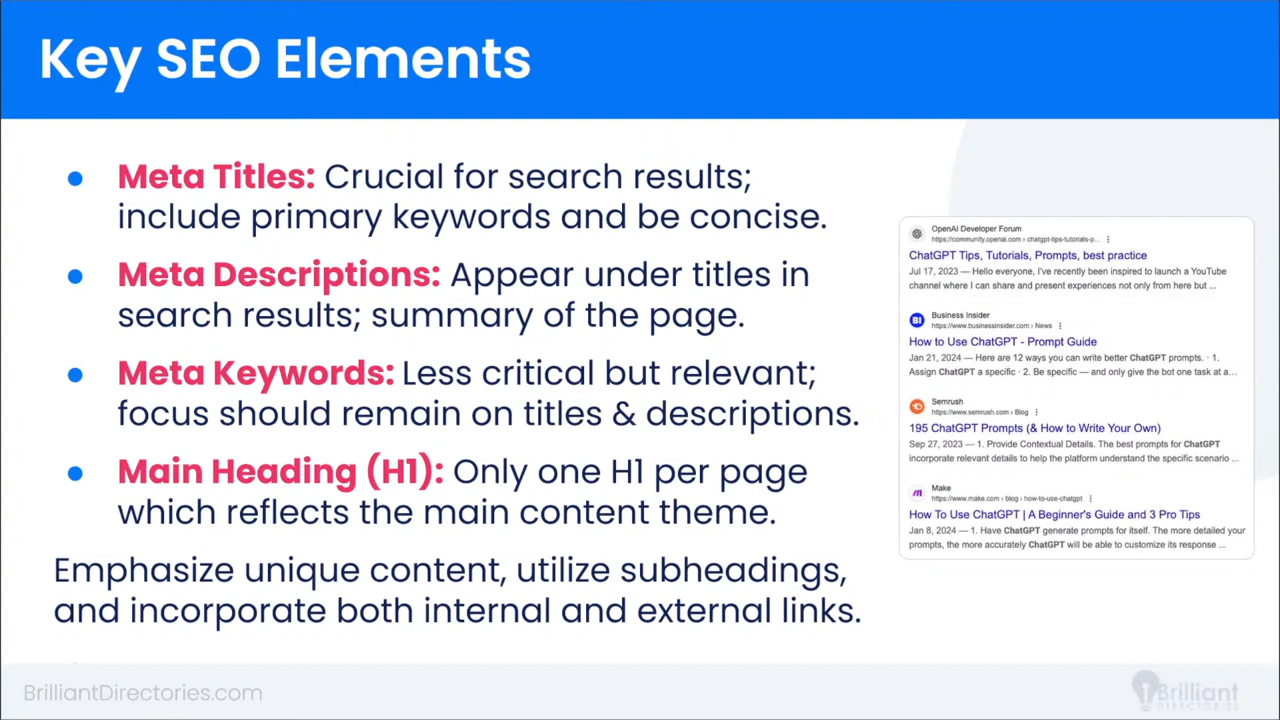 Key SEO Elements
● Meta Titles: Crucial for search results;
include primary keywords and be concise.
● Meta Descriptions: Appear under titles in
search results; summary of the page.
● Meta Keywords: Less critical but relevant;
focus should remain on titles & descriptions.
● Main Heading (H1): Only one H1 per page
which reflects the main content theme.
Emphasize unique content, utilize subheadings,
and incorporate both internal and external links.
OpenAI Developer Forum
https://community.openai.com › chatgpt-tips-tutorials-p...
ChatGPT Tips, Tutorials, Prompts, best practice
Jul 17, 2023 — Hello everyone, I've recently been inspired to launch a YouTube
channel where I can share and present experiences not only from here but ...
BI
Business Insider
https://www.businessinsider.com › News
How to Use ChatGPT - Prompt Guide
Jan 21, 2024 — Here are 12 ways you can write better ChatGPT prompts. · 1.
Assign ChatGPT a specific · 2. Be specific — and only give the bot one task at a...
Semrush
https://www.semrush.com › Blog
195 ChatGPT Prompts (& How to Write Your Own)
Sep 27, 2023 — 1. Provide Contextual Details. The best prompts for ChatGPT
incorporate relevant details to help the platform understand the specific scenario ...
Make
https://www.make.com › blog › how-to-use-chatgpt
How To Use ChatGPT | A Beginner's Guide and 3 Pro Tips
Jan 8, 2024 — 1. Have ChatGPT generate prompts for itself. The more detailed your
prompts, the more accurately ChatGPT will be able to customize its response ...
BrilliantDirectories.com
Brilliant
DIRECTORIES